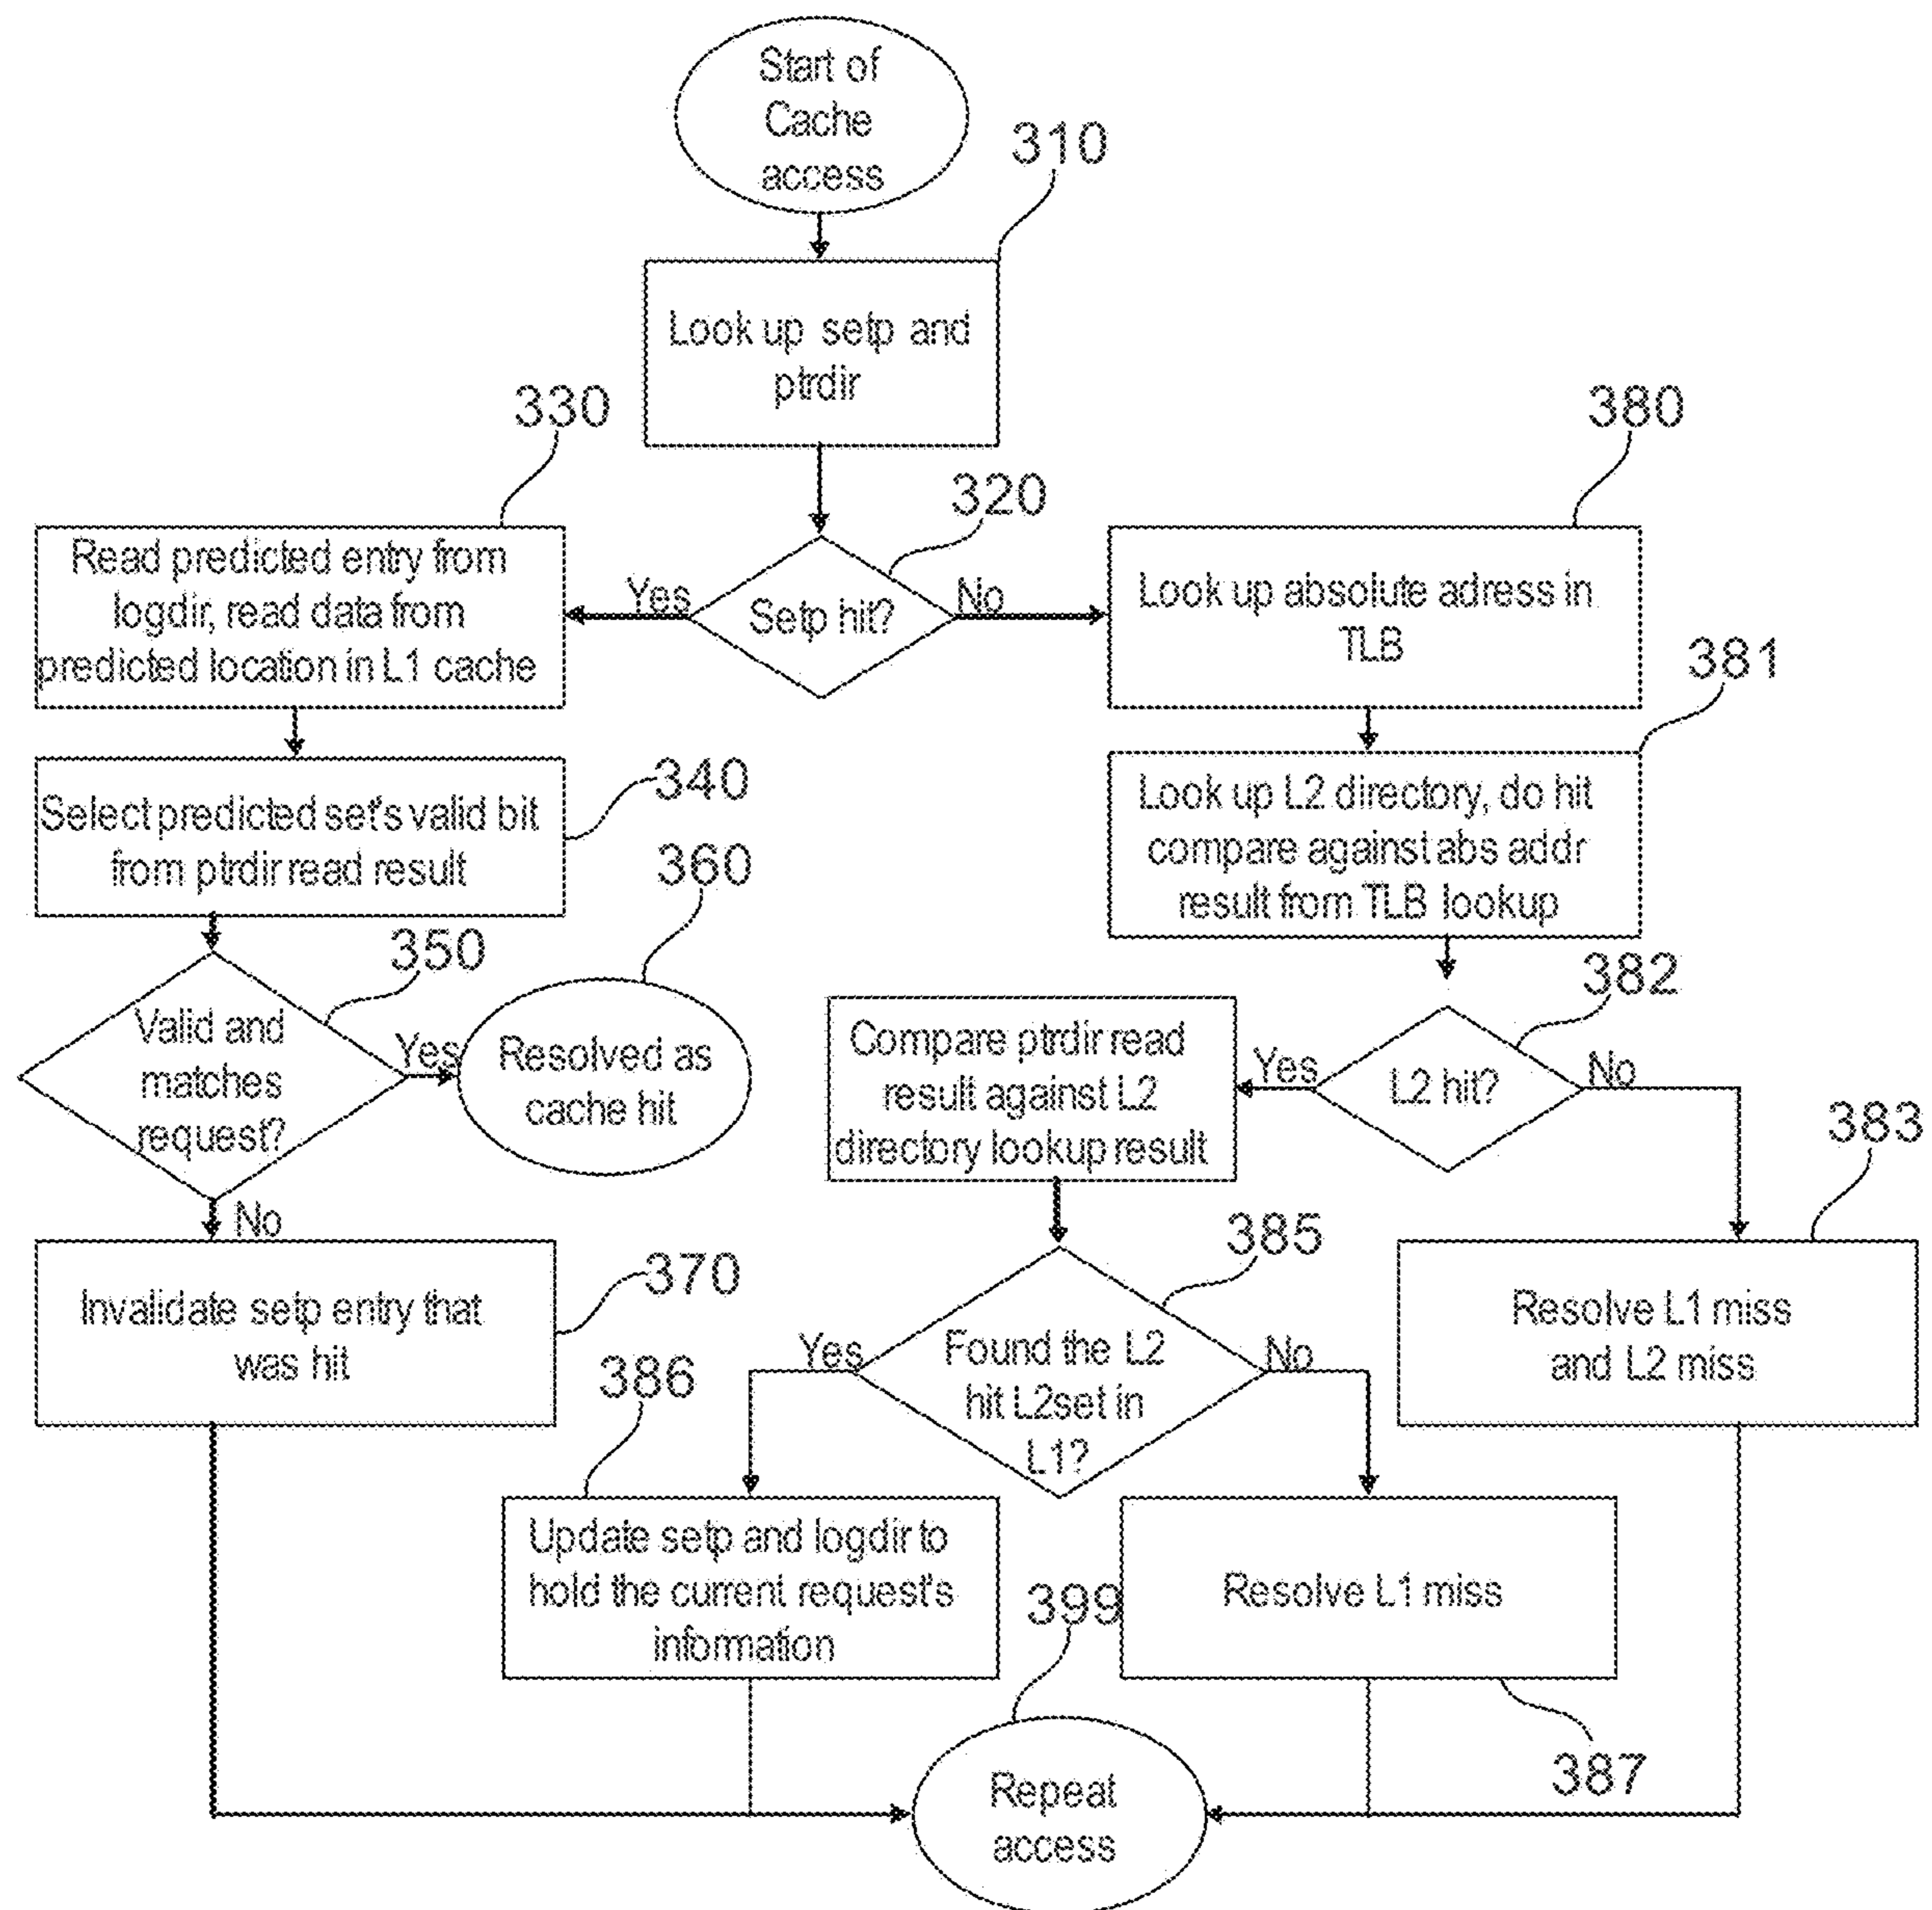 Start of
Cache
access
310
Look up setp and
ptrdir
330
380
320
Read predicted entry from
logdir, read data from
predicted location in L1 cache
Yes
Setp hit?
No
Look up absolute adress in
TLB
381
Select predicted set's valid bit
from ptrdir read result
340
Look up L2 directory, do hit
compare against abs addr
result from TLB lookup
360
350
382
Valid and
matches
request?
Yes
Resolved as
cache hit
Compare ptrdir read
result against L2
directory lookup result
Yes
L2 hit?
No
383
No
385
Invalidate setp entry that
was hit
370
Resolve L1 miss
and L2 miss
Yes
Found the L2
hit L2set in
L1?
No
386
Update setp and logdir to
hold the current request's
information
399
Resolve L1 miss
387
Repeat
access